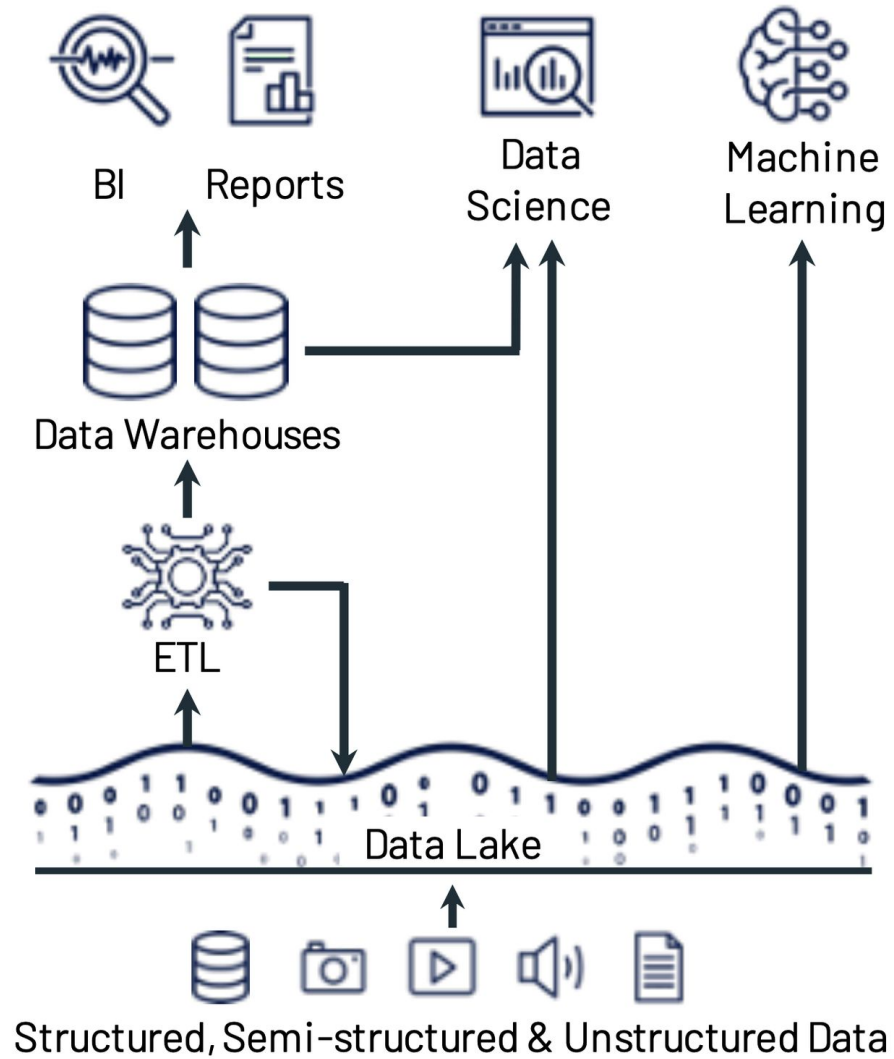 BI
Reports
Data
Science
Machine
Learning
Data Warehouses
ETL
Data Lake
Structured, Semi-structured & Unstructured Data